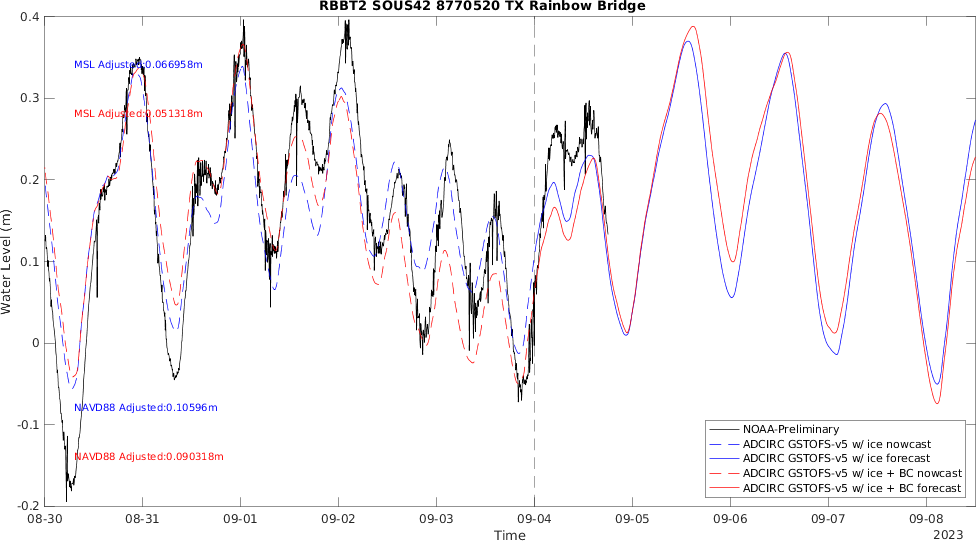 RBBT2 SOUS42 8770520 TX Rainbow Bridge
Water Level (m)
0.4
0.3
0.2
0.1
0
-0.1
-0.2
MSL Adjusted:0.066958m
MSL Adjusted:0.051318m
NAVD88 Adjusted:0.10596m
NAVD88 Adjusted:0.090318m
NOAA-Preliminary
ADCIRC GSTOFS-v5 w/ ice nowcast
ADCIRC GSTOFS-v5 w/ ice forecast
ADCIRC GSTOFS-v5 w/ ice + BC nowcast
ADCIRC GSTOFS-v5 w/ ice + BC forecast
08-30 08-31 09-01 09-02 09-03 09-04 09-05 09-06 09-07 09-08
Time
2023